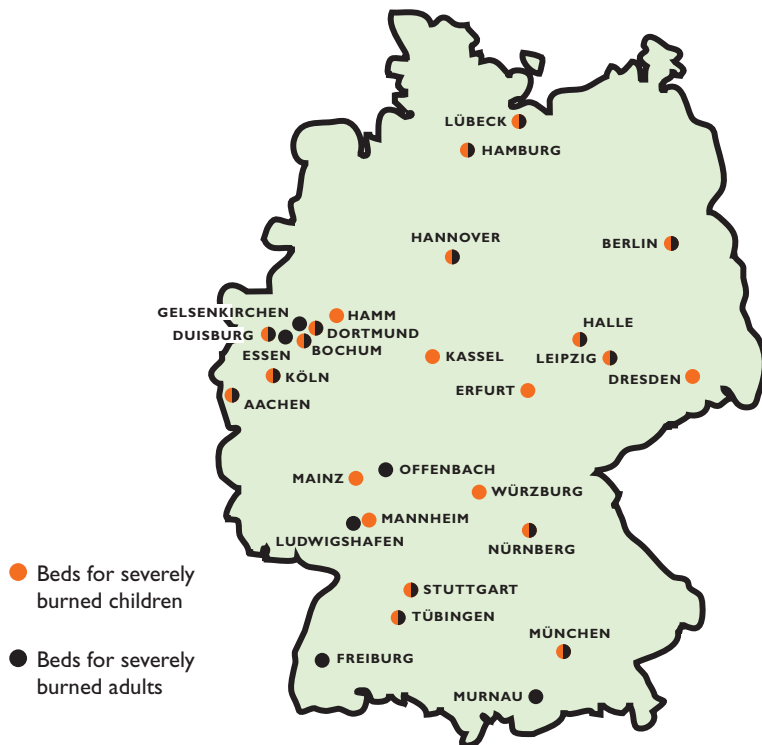 LÜBECK
HAMBURG
HANNOVER
BERLIN
GELSENKIRCHEN
HAMM
DUISBURG
DORTMUND
HALLE
ESSEN
BOCHUM
KASSEL
LEIPZIG
KÖLN
DRESDEN
ERFURT
AACHEN
OFFENBACH
MAINZ
WÜRZBURG
MANNHEIM
LUDWIGSHAFEN
NÜRNBERG
Beds for severely
burned children
STUTTGART
TÜBINGEN
MÜNCHEN
Beds for severely
burned adults
FREIBURG
MURNAU